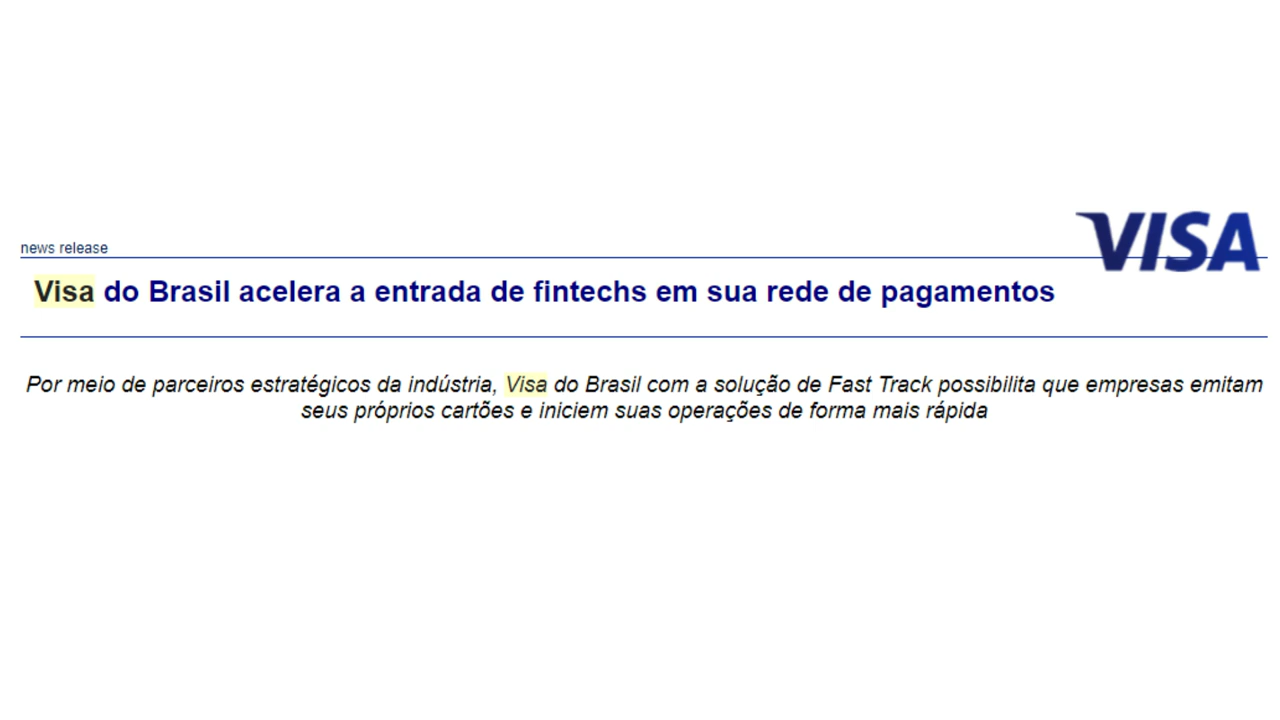 VISA
news release
Visa do Brasil acelera a entrada de fintechs em sua rede de pagamentos
Por meio de parceiros estratégicos da indústria, Visa do Brasil com a solução de Fast Track possibilita que empresas emitam
seus próprios cartões e iniciem suas operações de forma mais rápida